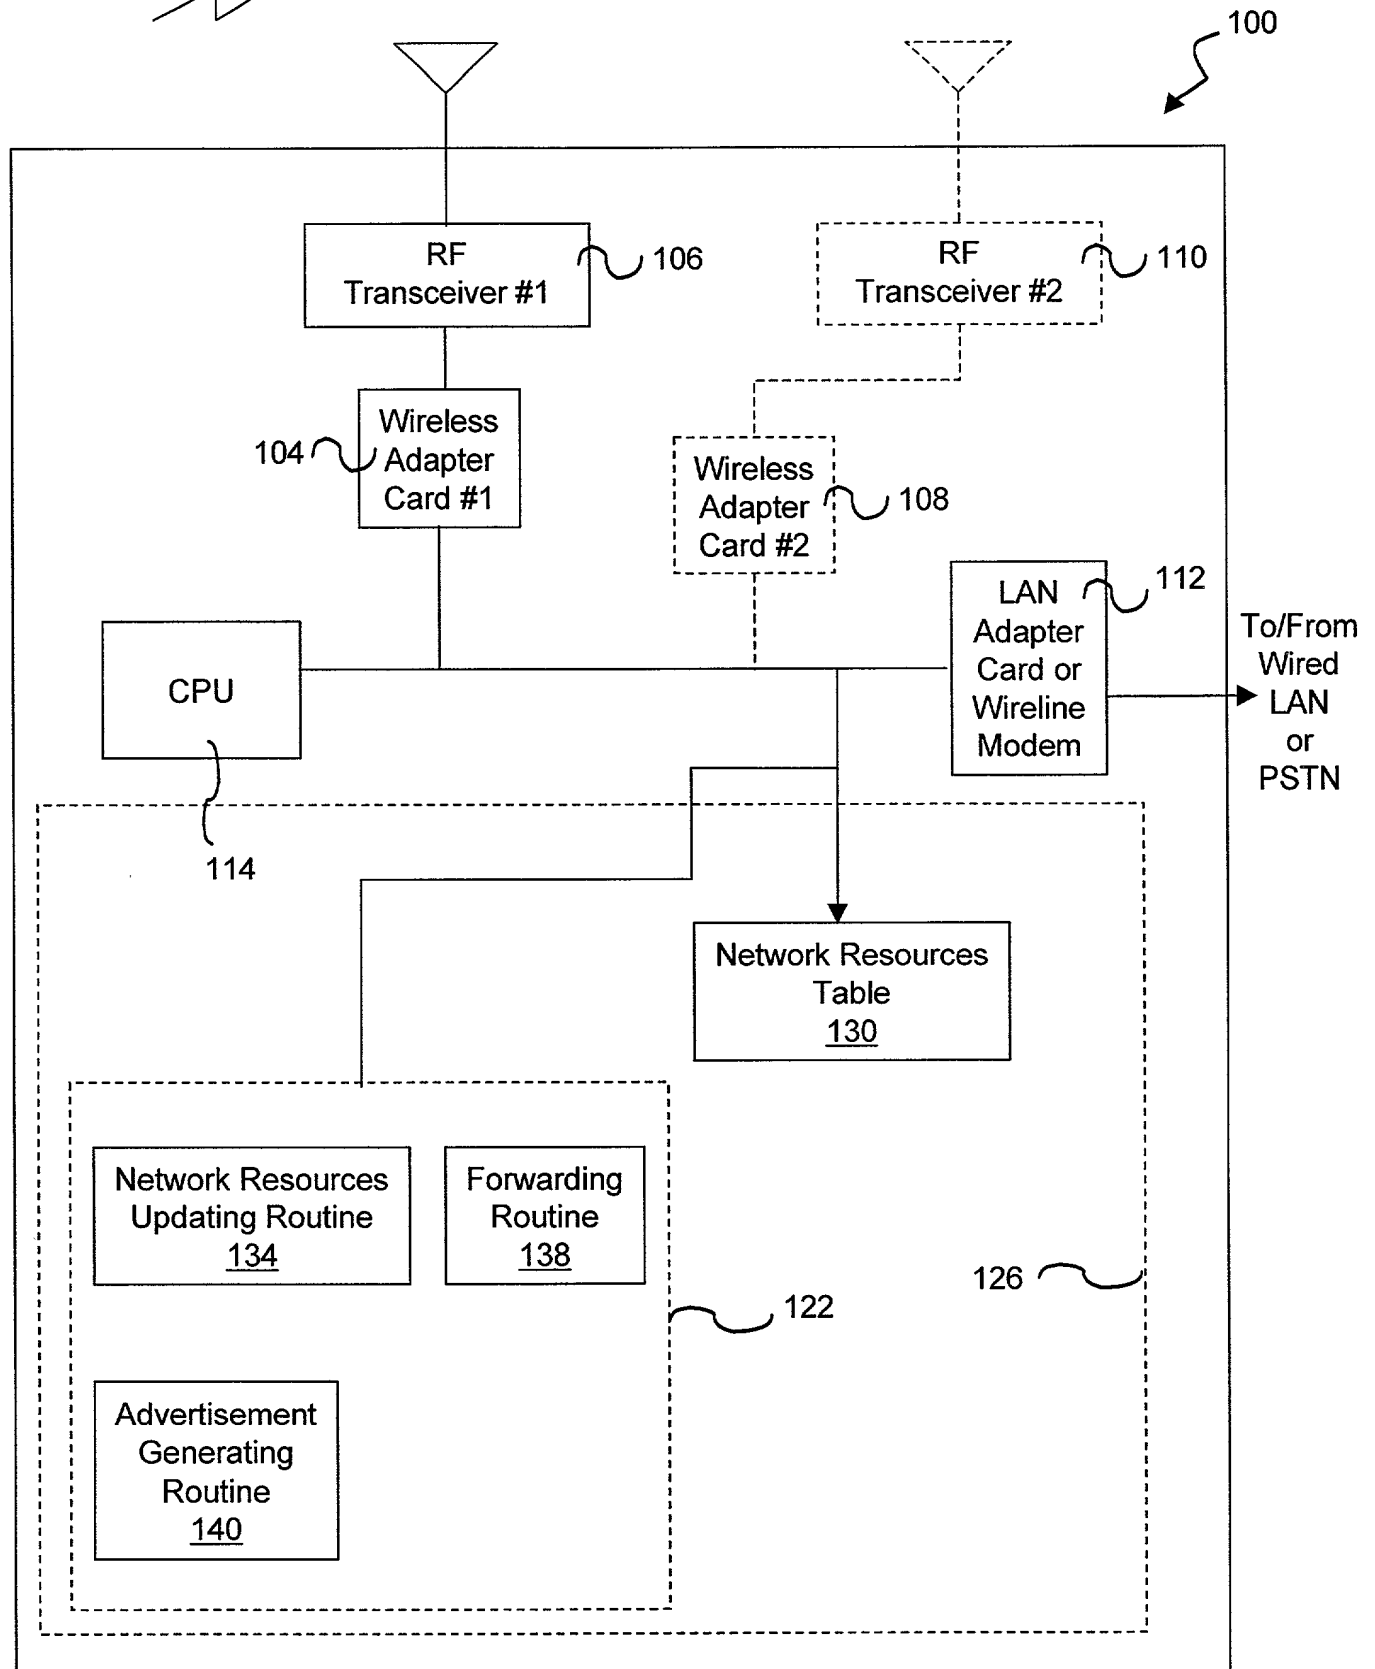 100
RF
Transceiver #1
106
RF
Transceiver #2
110
Wireless
Adapter
Card #1
104
Wireless
Adapter
Card #2
108
LAN
Adapter
Card or
Wireline
Modem
112
To/From
Wired
LAN
or
PSTN
CPU
114
Network Resources
Table
130
Network Resources
Updating Routine
134
Forwarding
Routine
138
126
122
Advertisement
Generating
Routine
140